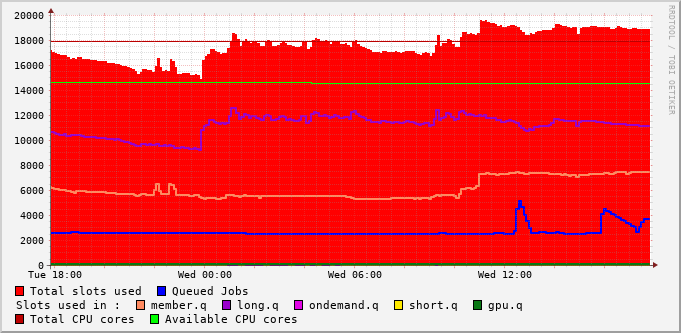 20000
18000
16000
14000
12000
10000
8000
6000
4000
2000
0
Tue 18:00 Wed 00:00 Wed 06:00 Wed 12:00
Total slots used Queued Jobs
Slots used in : member.q long.q ondemand.q short.q gpu.q
Total CPU cores Available CPU cores
RRDTOOL / TOBI OETIKER